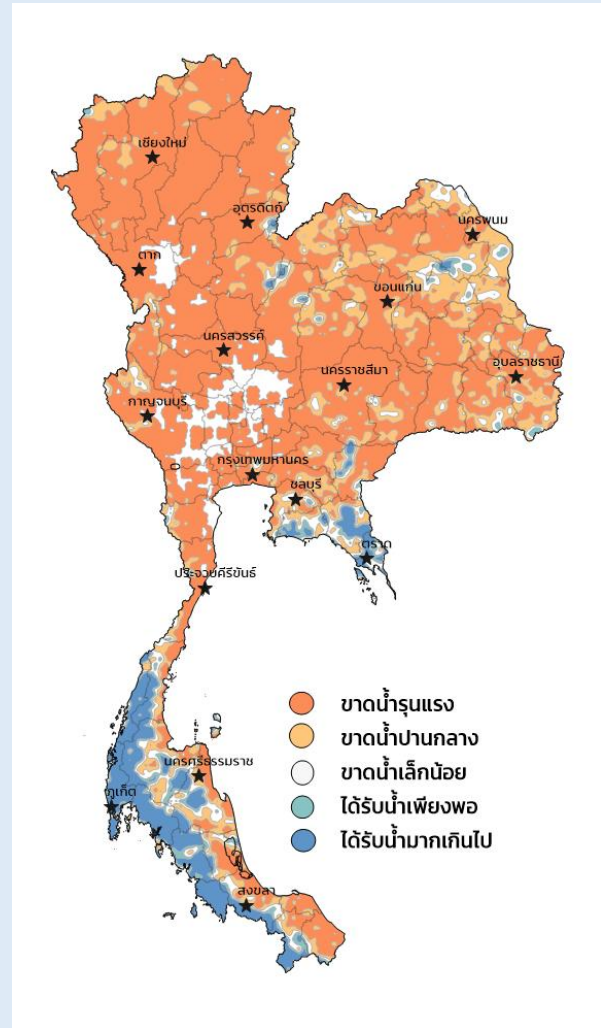 เชียงใหม่
อุตรดิตถ์
นครพนม
ตาก
ขอนแก่น
นครสวรรค์
อุบลราชธานี
นครราชสีมา
กาญจนบุรี
กรุงเทพมหานคร
ชลบุรี
ตราด
ประจวบคีรีขันธ์
ขาดน้ำรุนแรง
ขาดน้ำปานกลาง
นครศรีธรรมราช
ขาดน้ำเล็กน้อย
ภูเก็ต
ได้รับน้ำเพียงพอ
ได้รับน้ำมากเกินไป
สงขลา